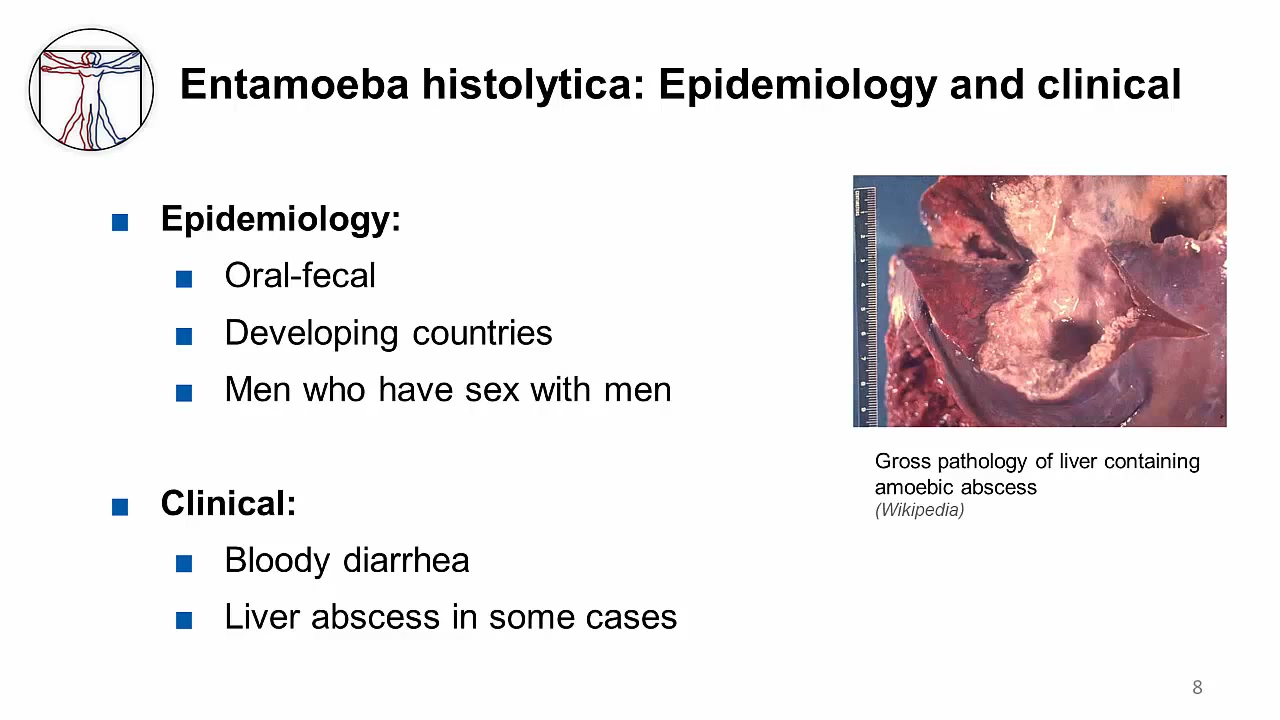 Entamoeba histolytica: Epidemiology and clinical
Epidemiology:
Oral-fecal
Developing countries
Men who have sex with men
Clinical:
Bloody diarrhea
Liver abscess in some cases
Gross pathology of liver containing
amoebic abscess
(Wikipedia)
8